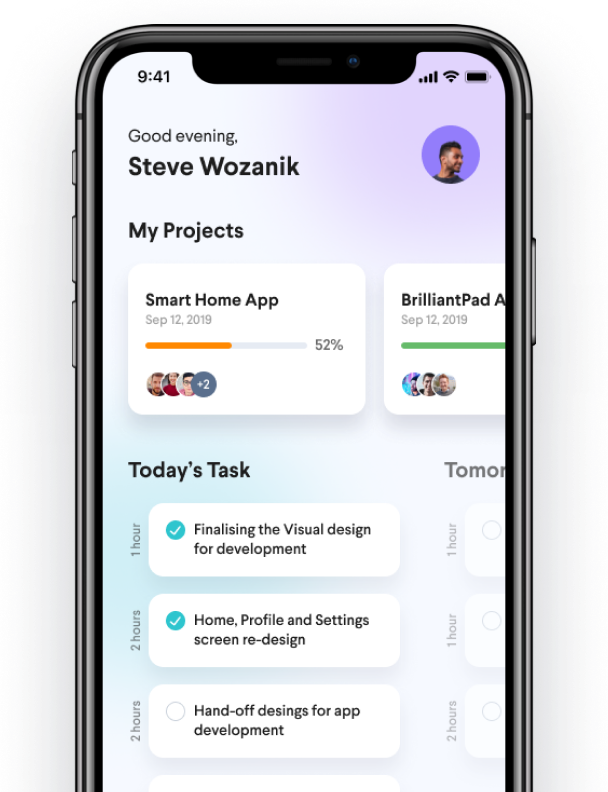 9:41
Good evening,
Steve Wozanik
My Projects
Smart Home App
Sep 12, 2019
52%
+2
BrilliantPad A
Sep 12, 2019
Today's Task
Tomor
1 hour
Finalising the Visual design
for development
1 hour
2 hours
Home, Profile and Settings
screen re-design
1 hour
2 hours
Hand-off desings for app
development
2 hours